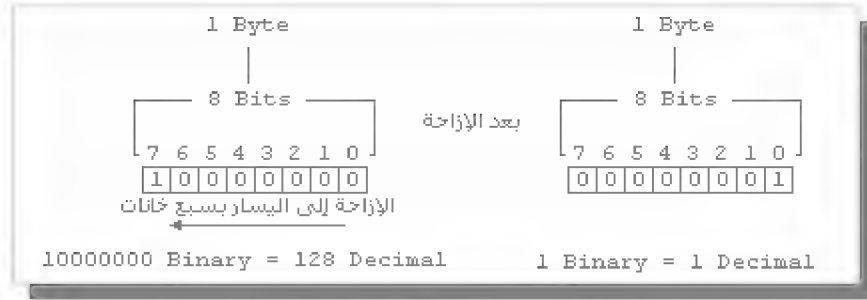 1 Byte 1 Byte
8 Bits 8 Bits
بعد الإزاحة
7 6 5 4 3 2 1 0 7 6 5 4 3 2 1 0
1 0 0 0 0 0 0 0 0 0 0 0 0 0 0 1
الإزاحة إلى اليسار بسبع خانات
10000000 Binary = 128 Decimal 1 Binary = 1 Decimal